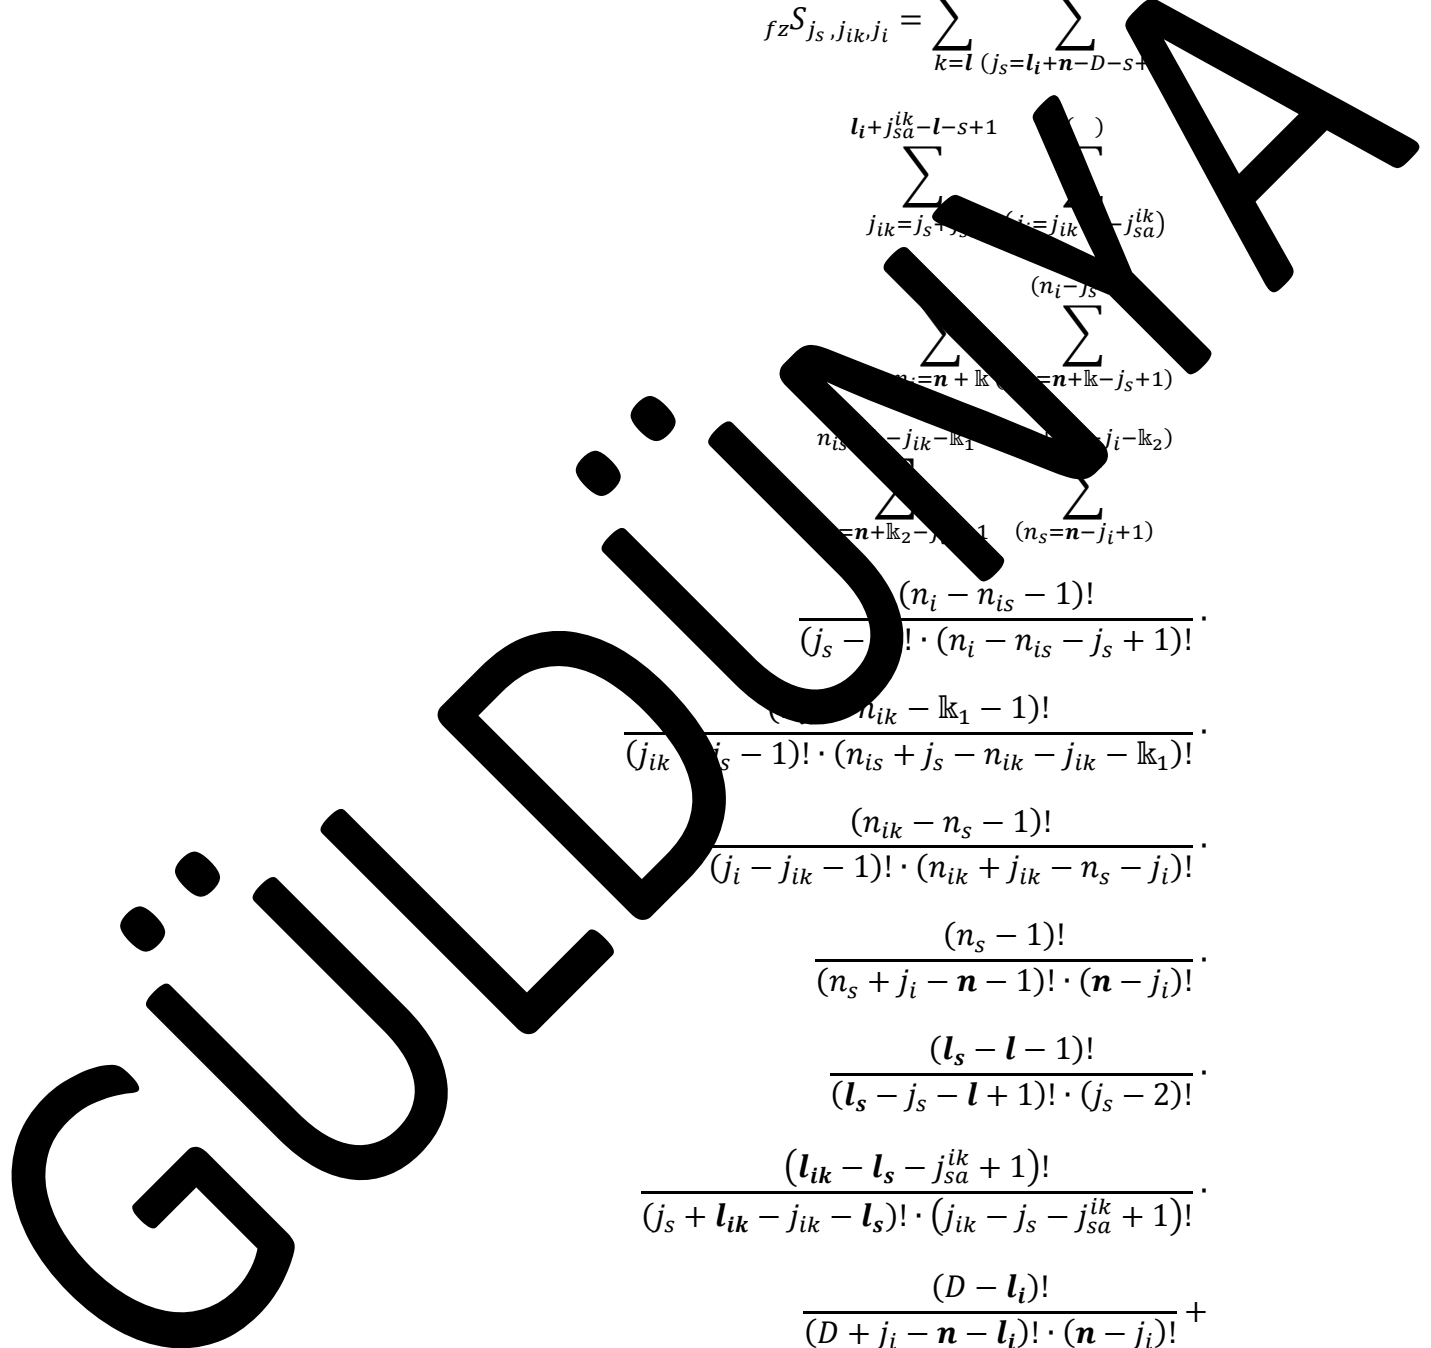 fzS_{j_s,j_{ik},j_i} = ∑_{k=l} ∑_{(j_s=l_i+n−D−s+
∑_{j_{ik}=j_s+}^{l_i+j_{sa}^{ik}−l−s+1} ∑_{=j_{ik} −j_{sa}^{ik})}^{( )}
∑_{=n+𝕜} ∑_{=n+𝕜−j_s+1)}^{(n_i−j_s}
∑_{=n+𝕜_2− 1}^{n_{is} −j_{ik}−𝕜_1} ∑_{(n_s=n−j_i+1)}^{−j_i−𝕜_2)}
(n_i − n_{is} − 1)!
(j_s − ! · (n_i − n_{is} − j_s + 1)! ·
( n_{ik} − 𝕜_1 − 1)!
(j_{ik} j_s − 1)! · (n_{is} + j_s − n_{ik} − j_{ik} − 𝕜_1)! ·
(n_{ik} − n_s − 1)!
(j_i − j_{ik} − 1)! · (n_{ik} + j_{ik} − n_s − j_i)! ·
(n_s − 1)!
(n_s + j_i − n − 1)! · (n − j_i)! ·
(l_s − l − 1)!
(l_s − j_s − l + 1)! · (j_s − 2)! ·
(l_{ik} − l_s − j_{sa}^{ik} + 1)!
(j_s + l_{ik} − j_{ik} − l_s)! · (j_{ik} − j_s − j_{sa}^{ik} + 1)! ·
(D − l_i)!
(D + j_i − n − l_i)! · (n − j_i)! +
GÜLDÜNYA